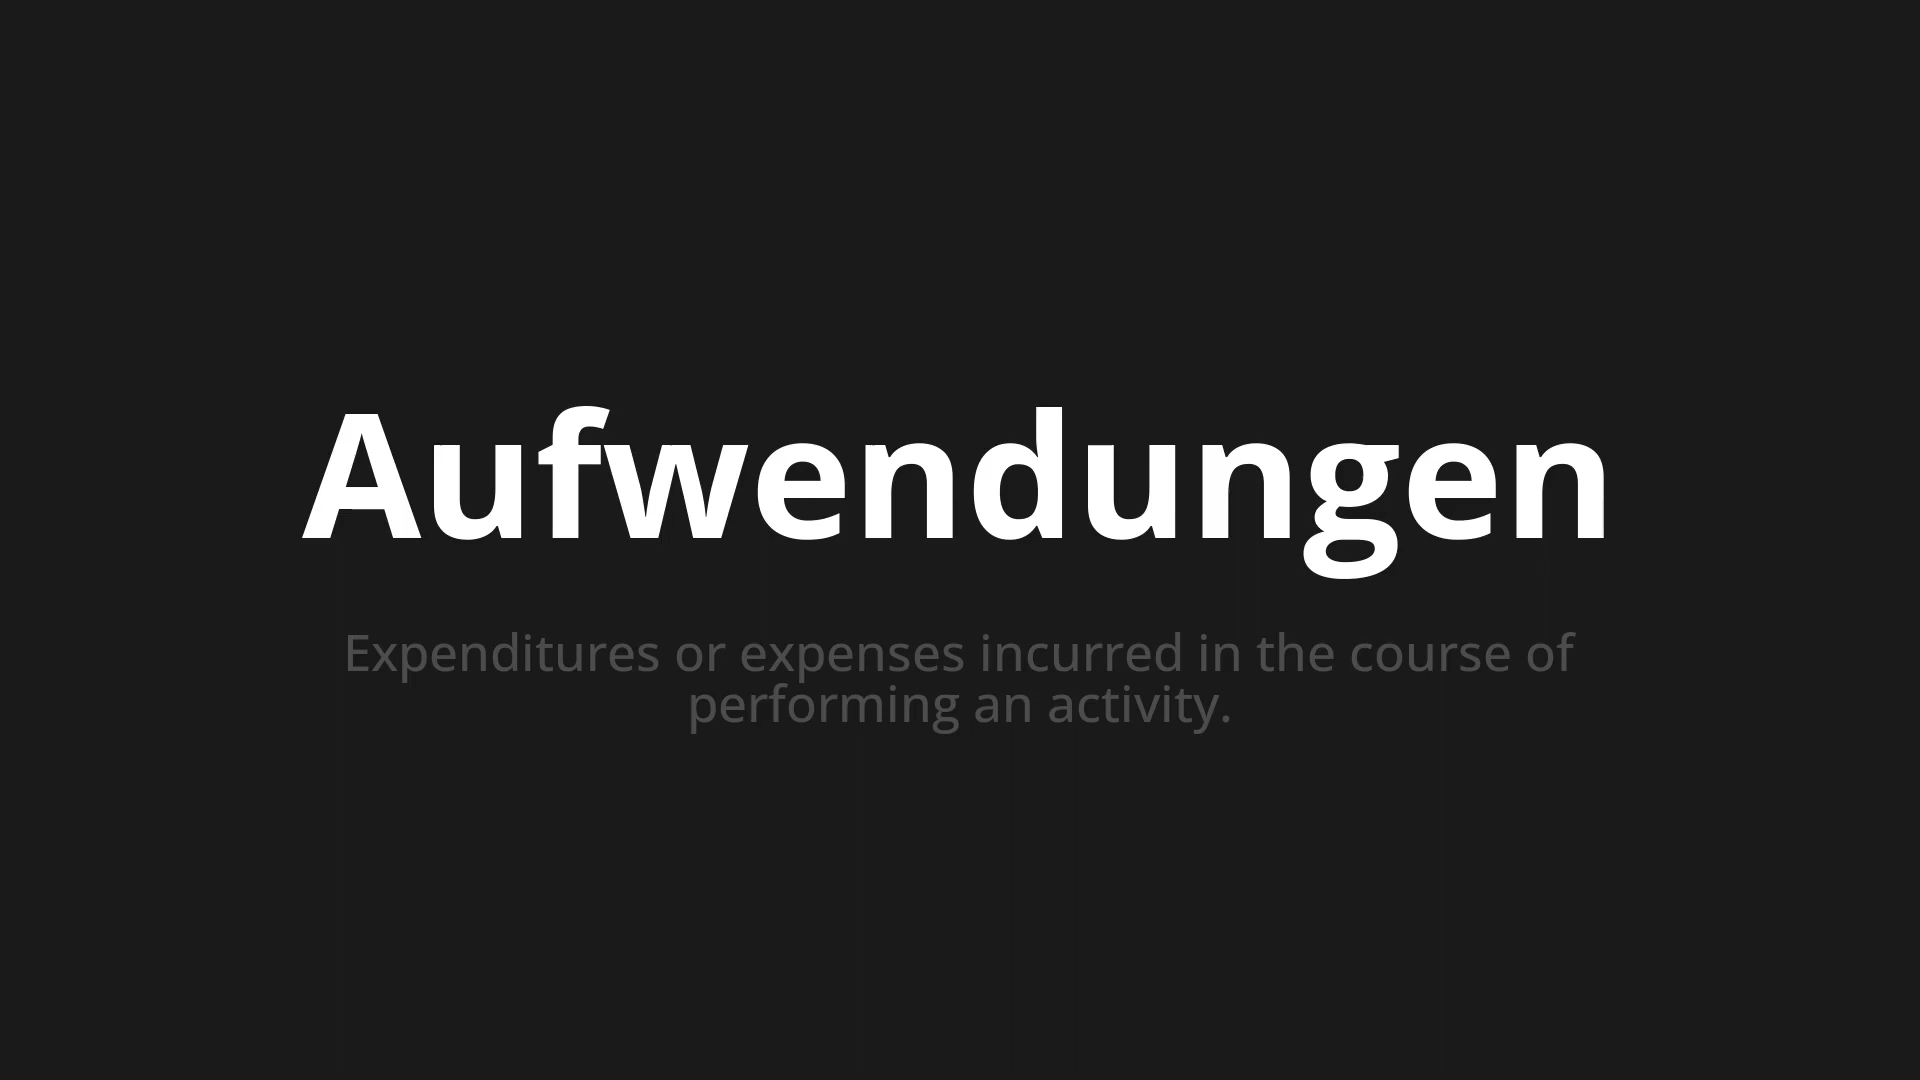 Aufwendungen
Expenditures or expenses incurred in the course of
performing an activity.